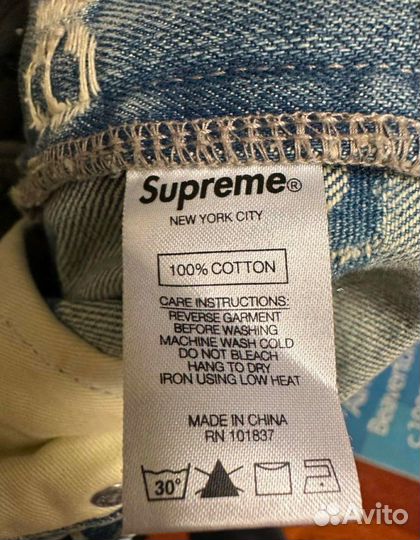 Supreme®
NEW YORK CITY
100% COTTON
CARE INSTRUCTIONS:
REVERSE GARMENT
BEFORE WASHING
MACHINE WASH COLD
DO NOT BLEACH
HANG TO DRY
IRON USING LOW HEAT
MADE IN CHINA
RN 101837
30°
Beaver
Avito